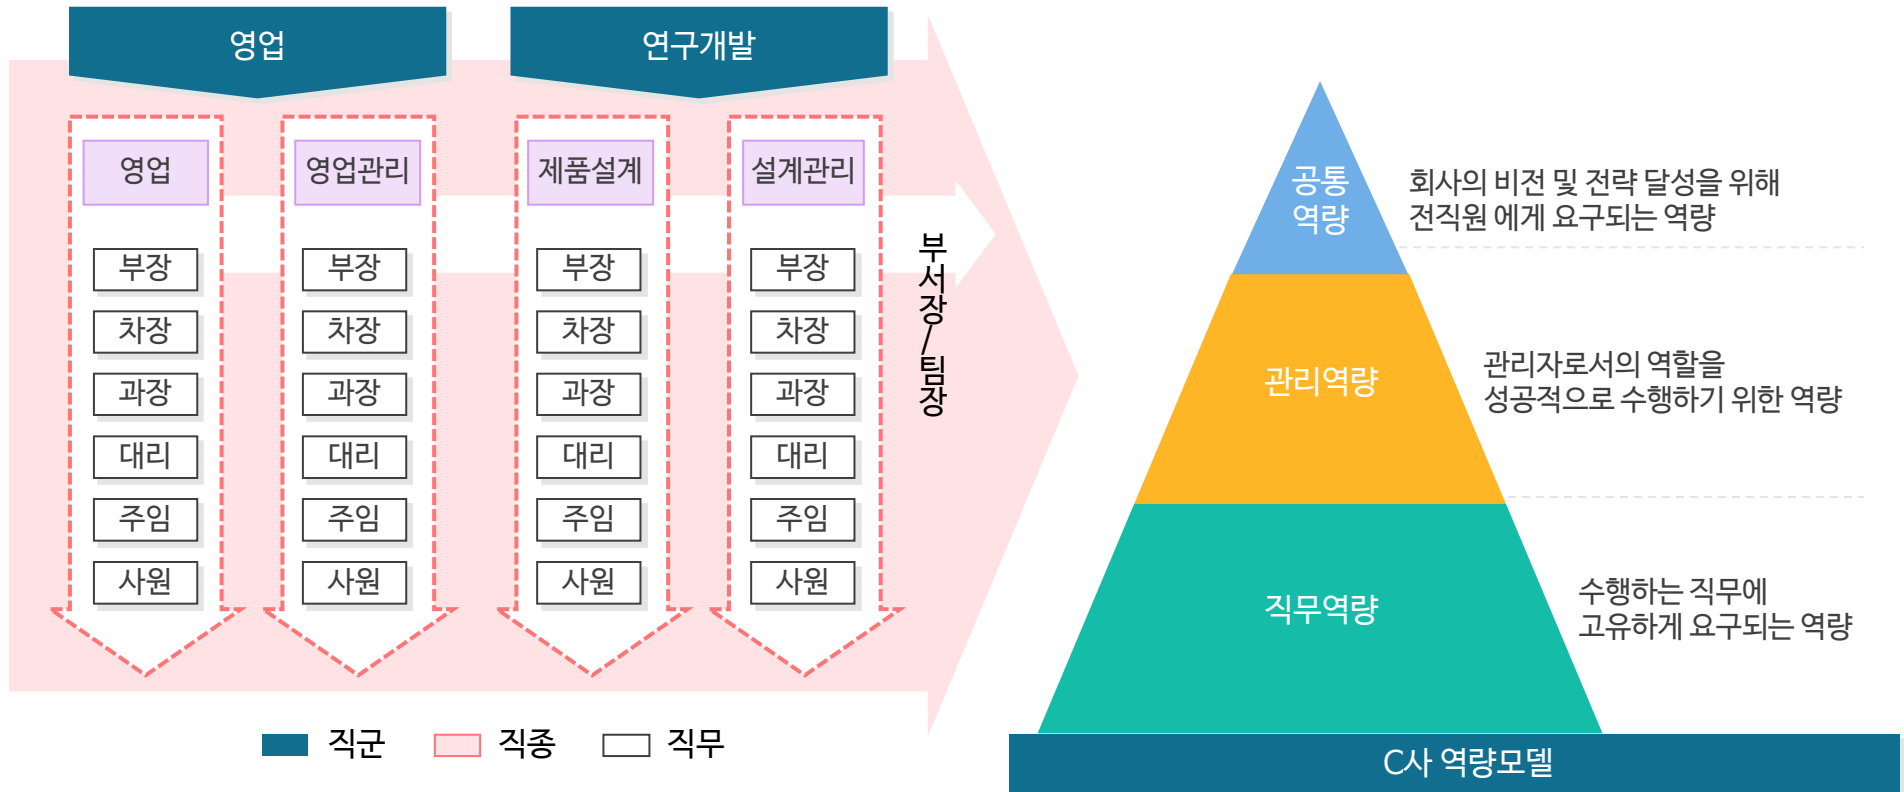 영업
연구개발
영업
영업관리
제품설계
설계관리
부장
부장
부장
부장
차장
차장
차장
차장
과장
과장
과장
과장
대리
대리
대리
대리
주임
주임
주임
주임
사원
사원
사원
사원
부서장/팀장
직군
직종
직무
공통
역량
회사의 비전 및 전략 달성을 위해
전직원 에게 요구되는 역량
관리역량
관리자로서의 역할을
성공적으로 수행하기 위한 역량
직무역량
수행하는 직무에
고유하게 요구되는 역량
C사 역량모델